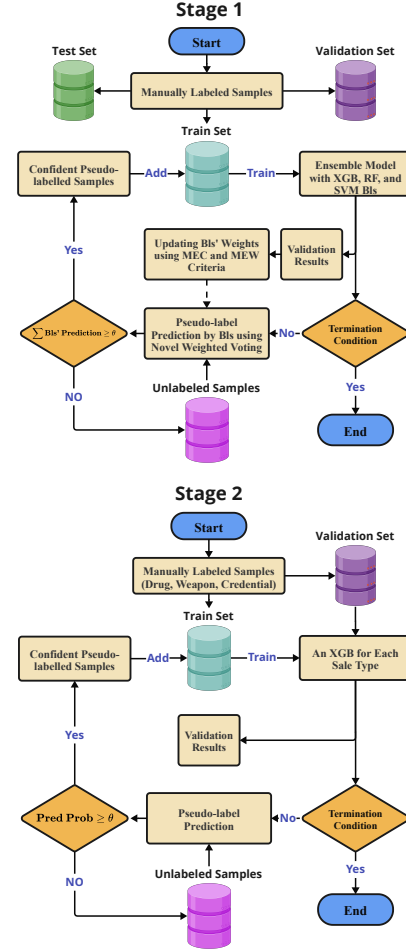 Stage 1
Start
Test Set
Validation Set
Manually Labeled Samples
Train Set
Confident Pseudo-
labelled Samples
Add
Train
Ensemble Model
with XGB, RF, and
SVM Bls
Yes
Updating Bls' Weights
using MEC and MEW
Criteria
Validation
Results
∑ Bls' Prediction ≥ θ
Pseudo-label
Prediction by Bls using
Novel Weighted Voting
No
Termination
Condition
NO
Unlabeled Samples
Yes
End
Stage 2
Start
Validation Set
Manually Labeled Samples
(Drug, Weapon, Credential)
Train Set
Confident Pseudo-
labelled Samples
Add
Train
An XGB for Each
Sale Type
Yes
Validation
Results
Pred Prob ≥ θ
Pseudo-label
Prediction
No
Termination
Condition
NO
Unlabeled Samples
Yes
End